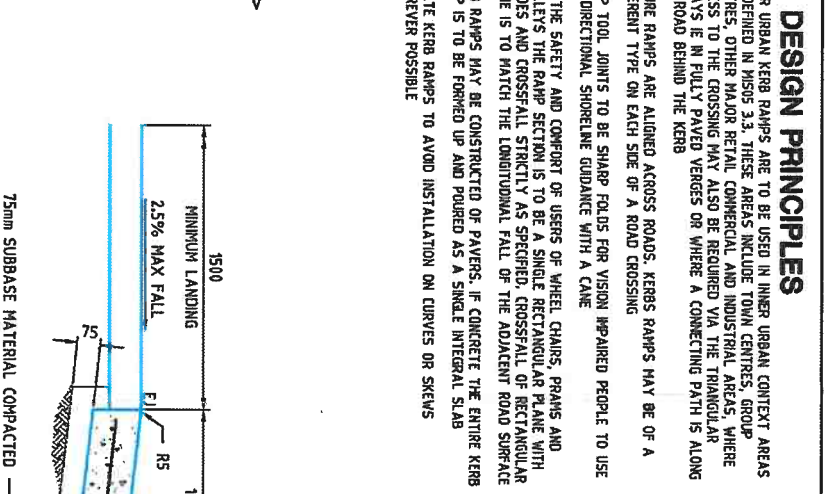 DESIGN PRINCIPLES
R URBAN KERB RAMPS ARE TO BE USED IN INNER URBAN CONTEXT AREAS
DEFINED IN MIS05 3.3. THESE AREAS INCLUDE TOWN CENTRES, GROUP
TRES, OTHER MAJOR RETAIL COMMERCIAL AND INDUSTRIAL AREAS, WHERE
ESS TO THE CROSSING MAY ALSO BE REQUIRED VIA THE TRIANGULAR
AYS IE IN FULLY PAVED VERGES OR WHERE A CONNECTING PATH IS ALONG
ROAD BEHIND THE KERB
URE RAMPS ARE ALIGNED ACROSS ROADS. KERBS RAMPS MAY BE OF A
ERENT TYPE ON EACH SIDE OF A ROAD CROSSING
P TOOL JOINTS TO BE SHARP FOLDS FOR VISION IMPAIRED PEOPLE TO USE
DIRECTIONAL SHORELINE GUIDANCE WITH A CANE
THE SAFETY AND COMFORT OF USERS OF WHEEL CHAIRS, PRAMS AND
LLEYS THE RAMP SECTION IS TO BE A SINGLE RECTANGULAR PLANE WITH
DES AND CROSSFALL STRICTLY AS SPECIFIED, CROSSFALL OF RECTANGULAR
NE IS TO MATCH THE LONGITUDINAL FALL OF THE ADJACENT ROAD SURFACE
B RAMPS MAY BE CONSTRUCTED OF PAVERS. IF CONCRETE THE ENTIRE KERB
P IS TO BE FORMED UP AND POURED AS A SINGLE INTEGRAL SLAB
TE KERB RAMPS TO AVOID INSTALLATION ON CURVES OR SKEWS
REVER POSSIBLE
1500
MINIMUM LANDING
2.5% MAX FALL
75
EJ
R5
1
75mm SUBBASE MATERIAL COMPACTED